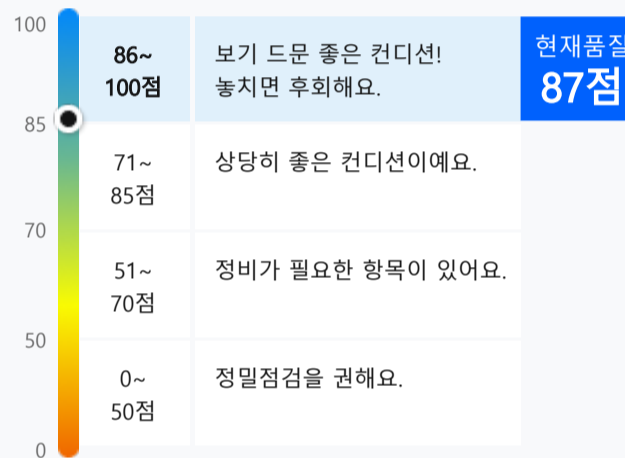 100
86~
100점
보기 드문 좋은 컨디션!
놓치면 후회해요.
현재품질
87점
85
71~
85점
상당히 좋은 컨디션이예요.
70
51~
70점
정비가 필요한 항목이 있어요.
50
0~
50점
정밀점검을 권해요.
0